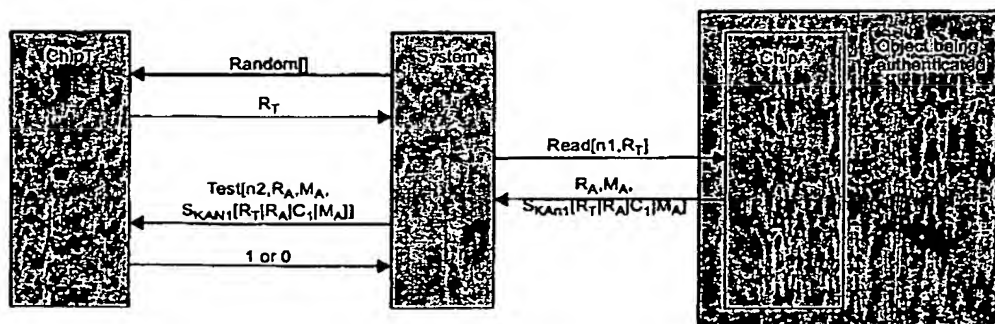 ChipT
System
ChipA
Object being
authenticated
Random[]
R_T
Read[n1,R_T]
R_A,M_A,
S_KAn1[R_T|R_A|C_1|M_A]
Test[n2,R_A,M_A,
S_KAN1[R_T|R_A|C_1|M_A]]
1 or 0